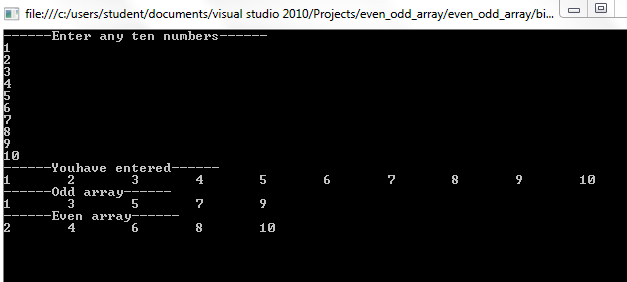 file:///c:/users/student/documents/visual studio 2010/Projects/even_odd_array/even_odd_array/bi...
------Enter any ten numbers------
1
2
3
4
5
6
7
8
9
10
------Youhave entered------
1 2 3 4 5 6 7 8 9 10
------Odd array------
1 3 5 7 9
------Even array------
2 4 6 8 10